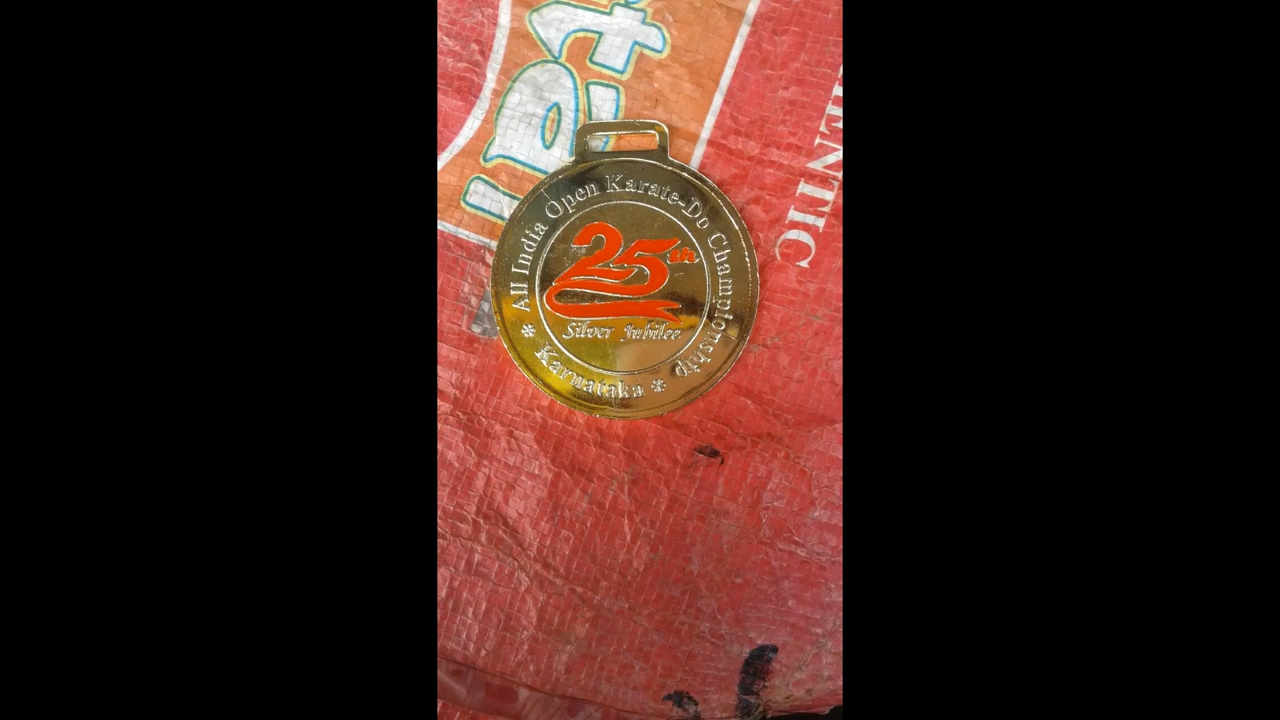 All India Open Karate-Do Championship
25th
Silver Jubilee
* Karnataka *
ENTIC